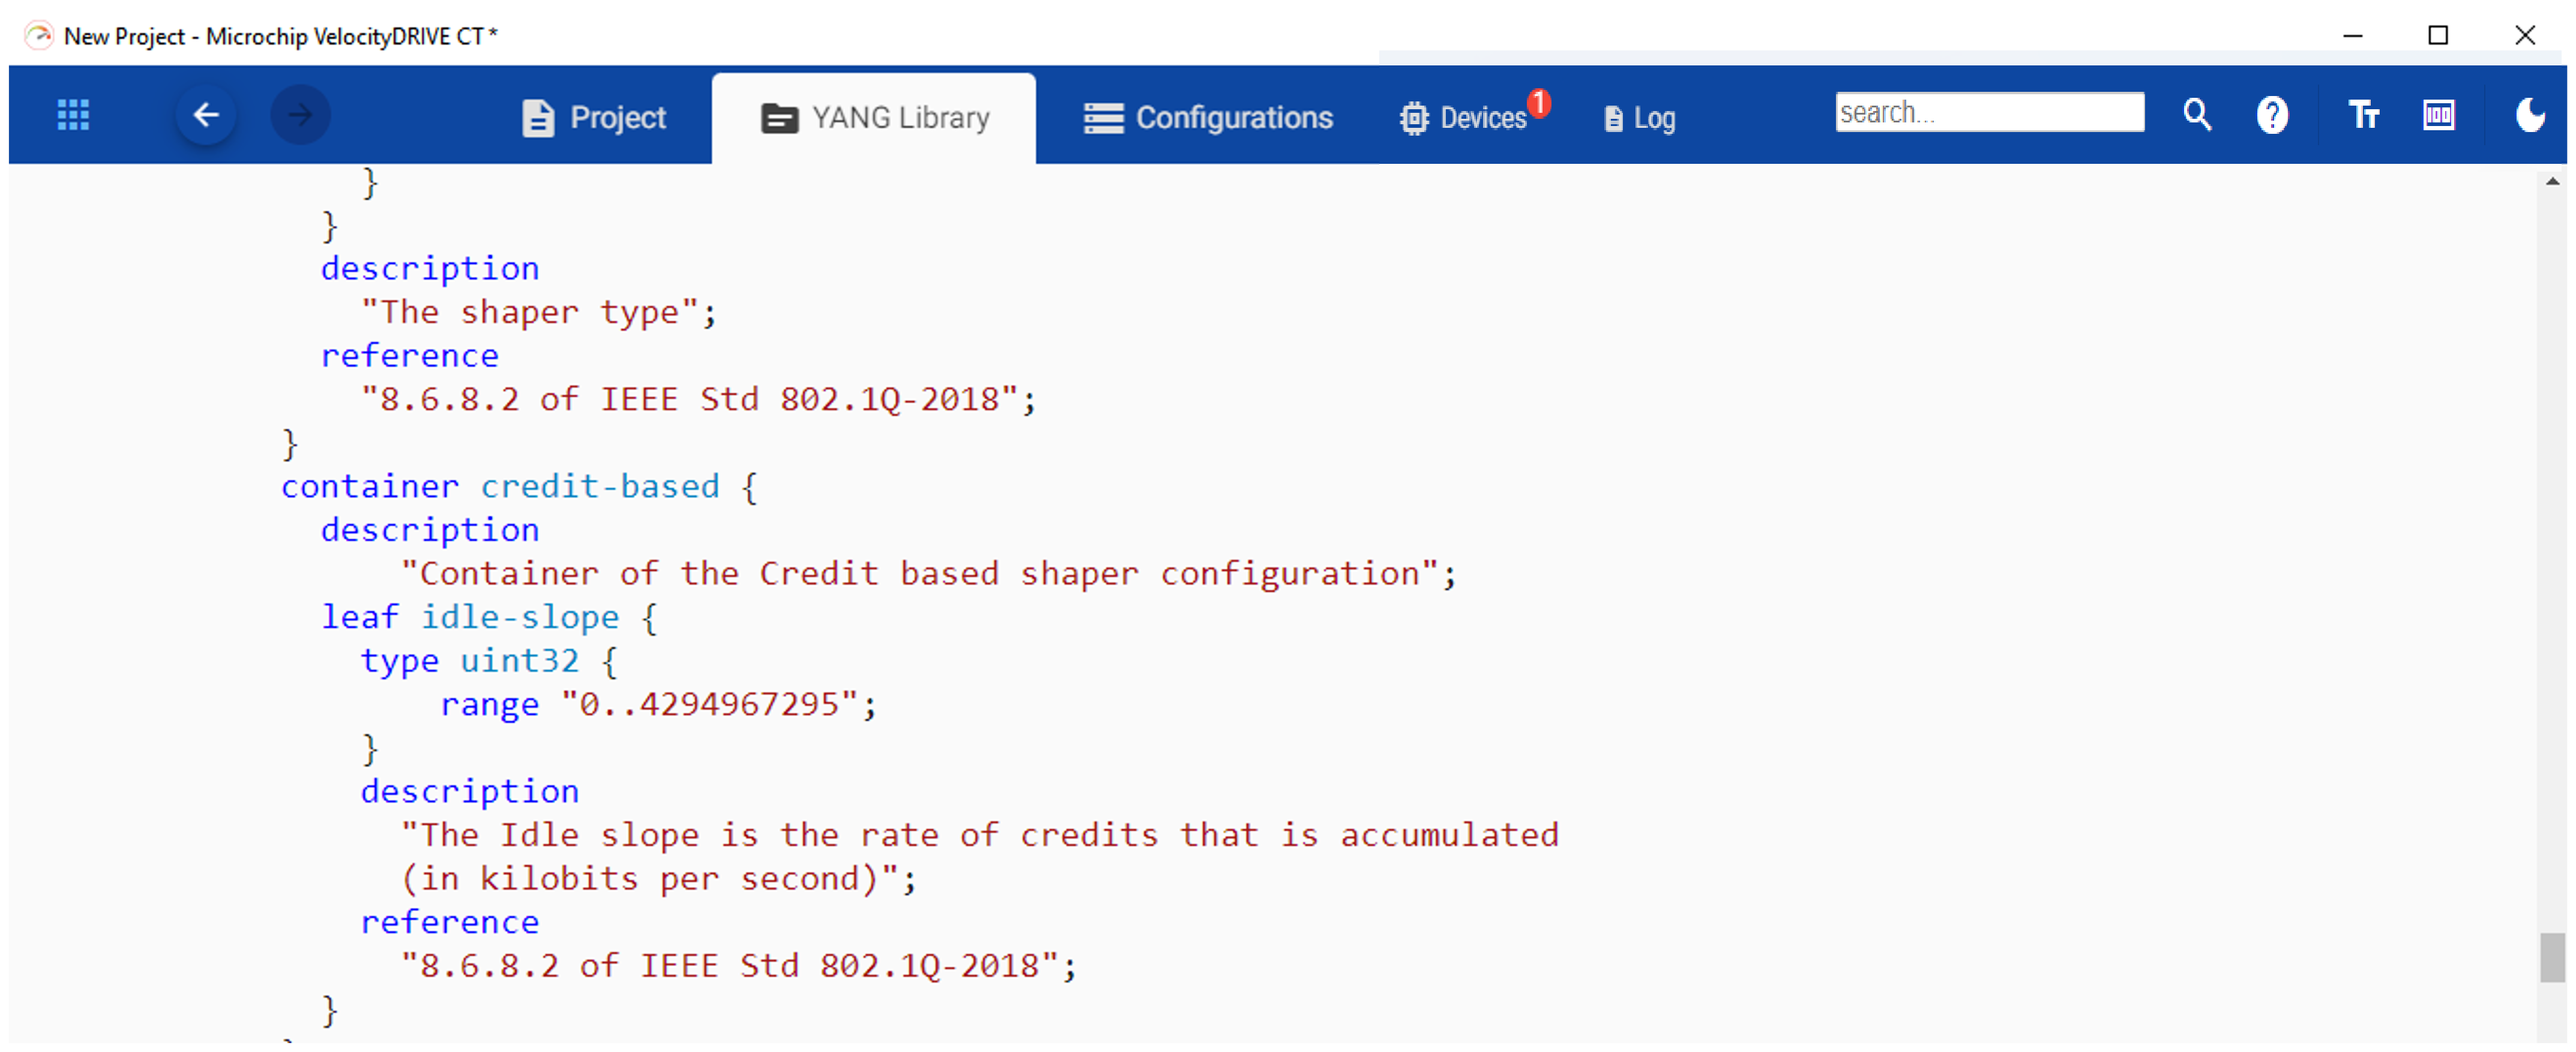 New Project - Microchip VelocityDRIVE CT *
Project YANG Library Configurations Devices 1 Log search... ? Tt 100
}
}
description
"The shaper type";
reference
"8.6.8.2 of IEEE Std 802.1Q-2018";
}
container credit-based {
description
"Container of the Credit based shaper configuration";
leaf idle-slope {
type uint32 {
range "0..4294967295";
}
description
"The Idle slope is the rate of credits that is accumulated
(in kilobits per second)";
reference
"8.6.8.2 of IEEE Std 802.1Q-2018";
}